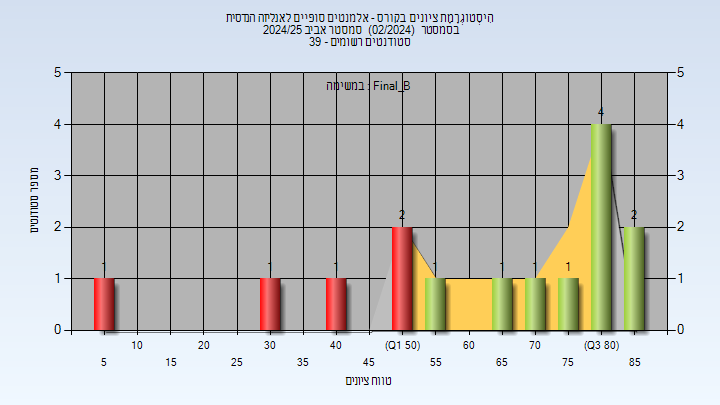 הִיסְטוֹגְרָמַת ציונים בקורס - אלמנטים סופיים לאנליזה הנדסית
בסמסטר (02/2024) סמסטר אביב 2024/25
סטודנטים רשומים - 39
במשימה : Final_B
מספר סטודנטים
5 5
4 4
3 3
2 2
1 1
0 0
1 1 1 2 1 1 1 1 4 2
10 20 30 40 (Q1 50) 60 70 (Q3 80)
5 15 25 35 45 55 65 75 85
טווח ציונים